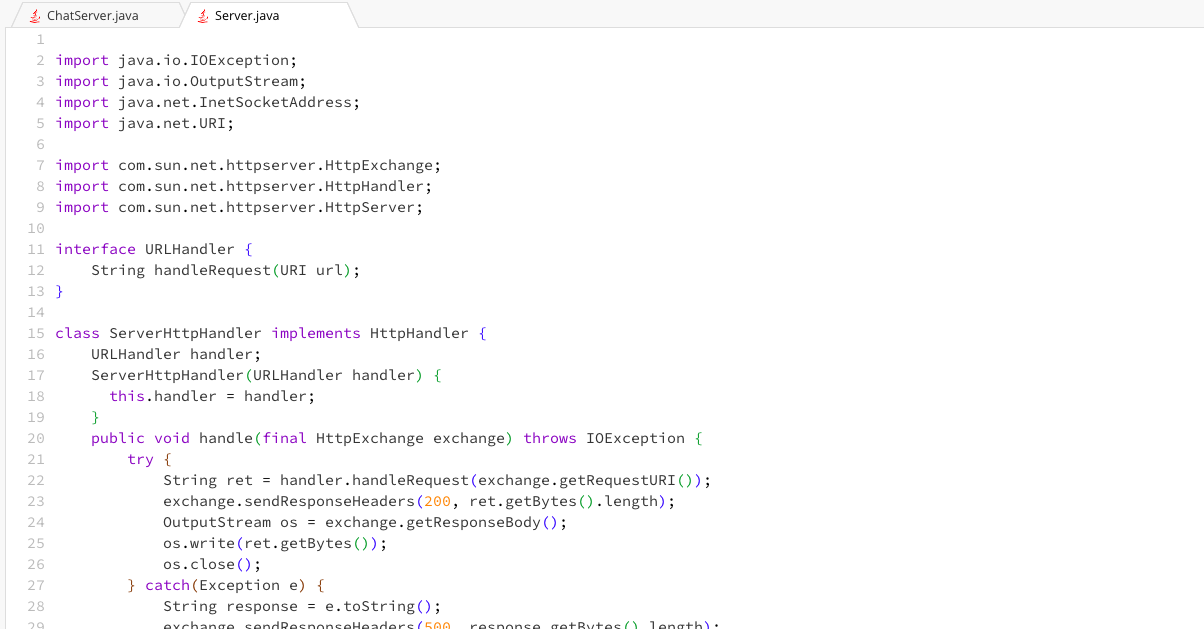 ChatServer.java
Server.java
1
2 import java.io.IOException;
3 import java.io.OutputStream;
4 import java.net.InetSocketAddress;
5 import java.net.URI;
6
7 import com.sun.net.httpserver.HttpExchange;
8 import com.sun.net.httpserver.HttpHandler;
9 import com.sun.net.httpserver.HttpServer;
10
11 interface URLHandler {
12     String handleRequest(URI url);
13 }
14
15 class ServerHttpHandler implements HttpHandler {
16     URLHandler handler;
17     ServerHttpHandler(URLHandler handler) {
18       this.handler = handler;
19     }
20     public void handle(final HttpExchange exchange) throws IOException {
21         try {
22             String ret = handler.handleRequest(exchange.getRequestURI());
23             exchange.sendResponseHeaders(200, ret.getBytes().length);
24             OutputStream os = exchange.getResponseBody();
25             os.write(ret.getBytes());
26             os.close();
27         } catch(Exception e) {
28             String response = e.toString();
29             exchange.sendResponseHeaders(500, response.getBytes().length);